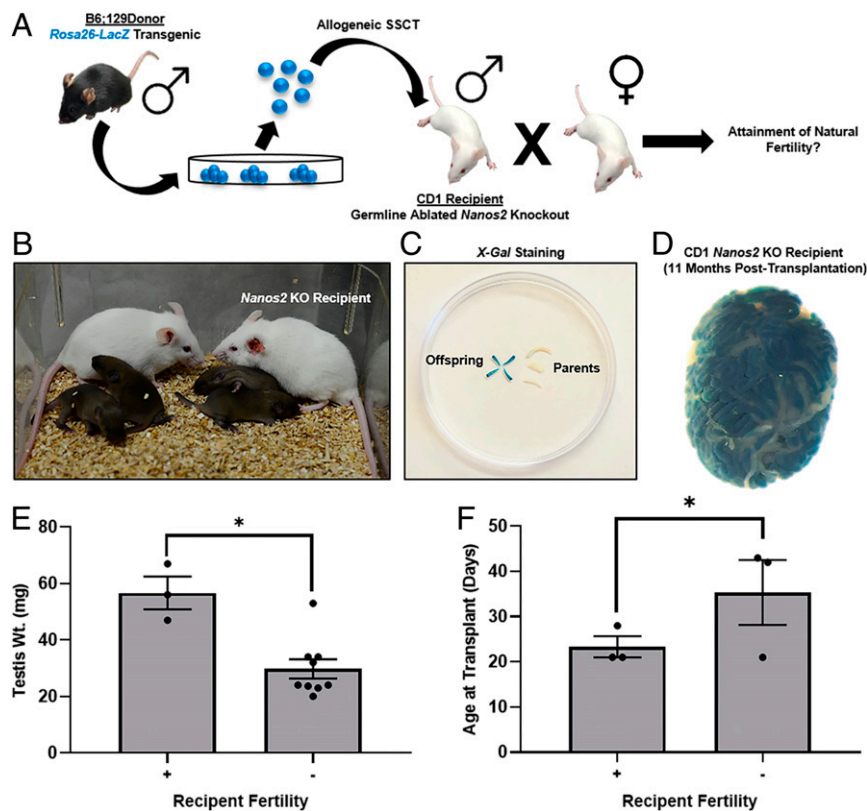 A
B6;129Donor
Rosa26-LacZ Transgenic
Allogeneic SSCT
♂
♂
♀
X
Attainment of Natural
Fertility?
CD1 Recipient
Germline Ablated Nanos2 Knockout
B
Nanos2 KO Recipient
C
X-Gal Staining
Offspring
Parents
D
CD1 Nanos2 KO Recipient
(11 Months Post-Transplantation)
E
Testis Wt. (mg)
80
60
40
20
0
*
+
-
Recipent Fertility
F
Age at Transplant (Days)
50
40
30
20
10
0
*
+
-
Recipent Fertility